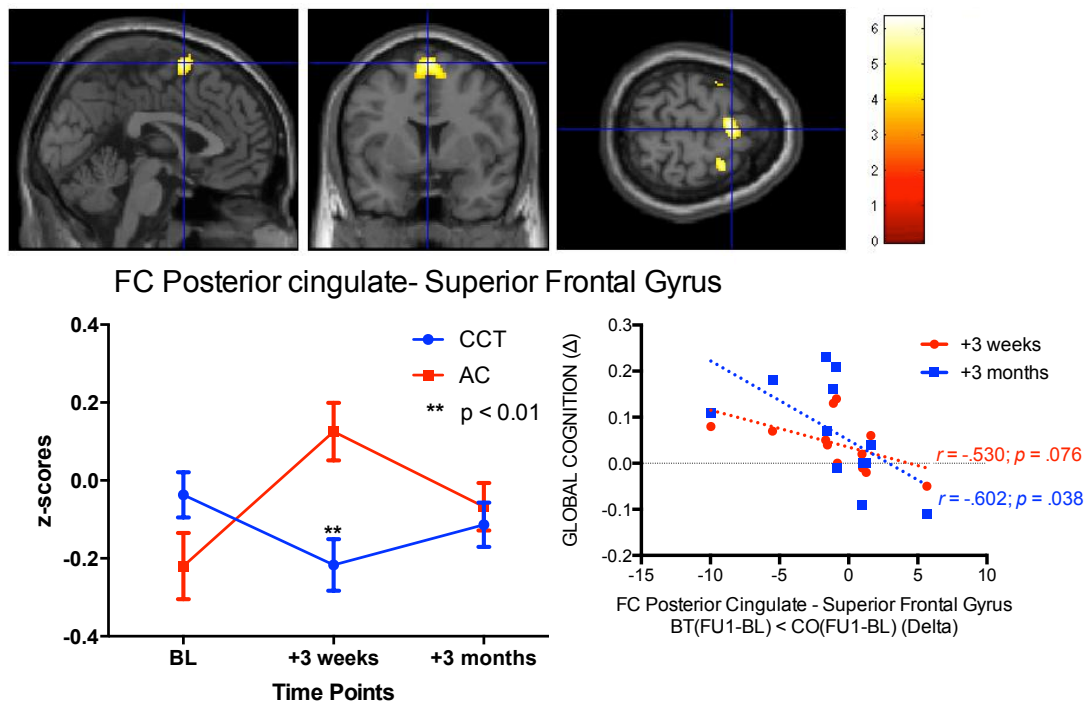 6
5
4
3
2
1
0
FC Posterior cingulate- Superior Frontal Gyrus
0.4
0.2
0.0
-0.2
-0.4
z-scores
CCT
AC
** p < 0.01
**
BL
+3 weeks
+3 months
Time Points
0.3
0.2
0.1
0.0
-0.1
-0.2
GLOBAL COGNITION (Δ)
+3 weeks
+3 months
r = -.530; p = .076
r = -.602; p = .038
-15
-10
-5
0
5
10
FC Posterior Cingulate - Superior Frontal Gyrus
BT(FU1-BL) < CO(FU1-BL) (Delta)